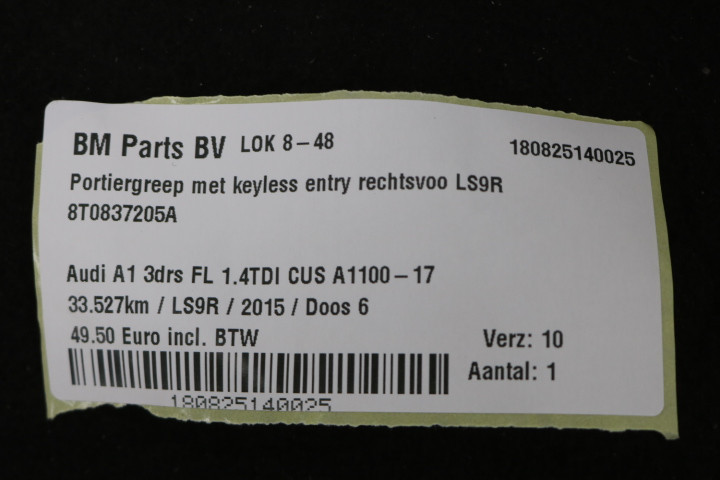 BM Parts BV LOK 8-48 180825140025
Portiergreep met keyless entry rechtsvoo LS9R
8T0837205A
Audi A1 3drs FL 1.4TDI CUS A1100-17
33.527km / LS9R / 2015 / Doos 6
49.50 Euro incl. BTW Verz: 10
Aantal: 1
180825140025